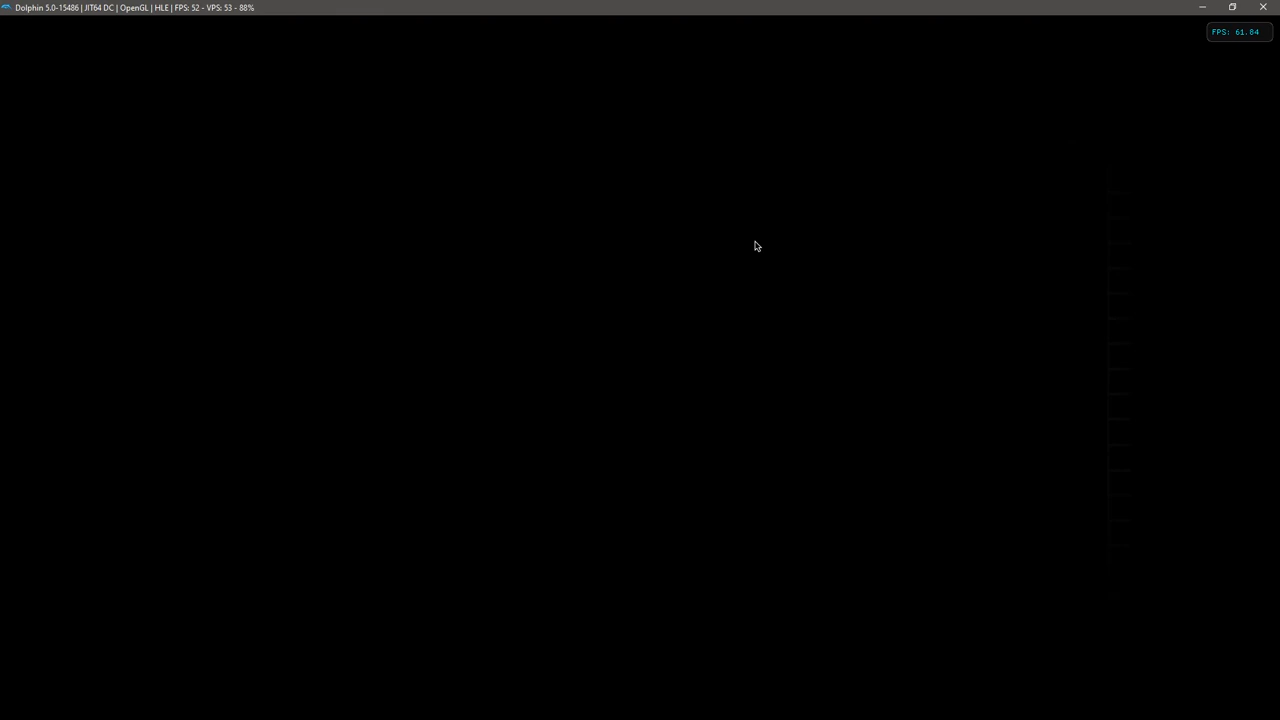 Dolphin 5.0-15486 | JIT64 DC | OpenGL | HLE | FPS: 52 - VPS: 53 - 88%
FPS: 61.84